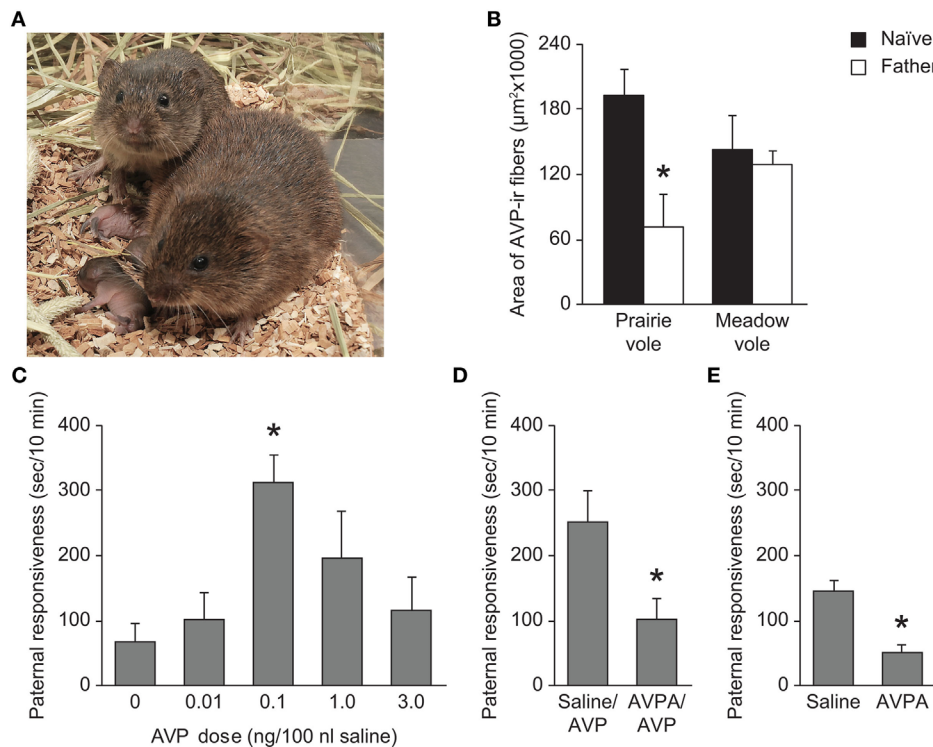 A
B
Area of AVP-ir fibers (µm²x1000)
240
180
120
60
0
*
Prairie
vole
Meadow
vole
Naïve
Father
C
Paternal responsiveness (sec/10 min)
400
300
200
100
0
*
0 0.01 0.1 1.0 3.0
AVP dose (ng/100 nl saline)
D
Paternal responsiveness (sec/10 min)
400
300
200
100
0
*
Saline/
AVP
AVPA/
AVP
E
Paternal responsiveness (sec/10 min)
400
300
200
100
0
*
Saline AVPA